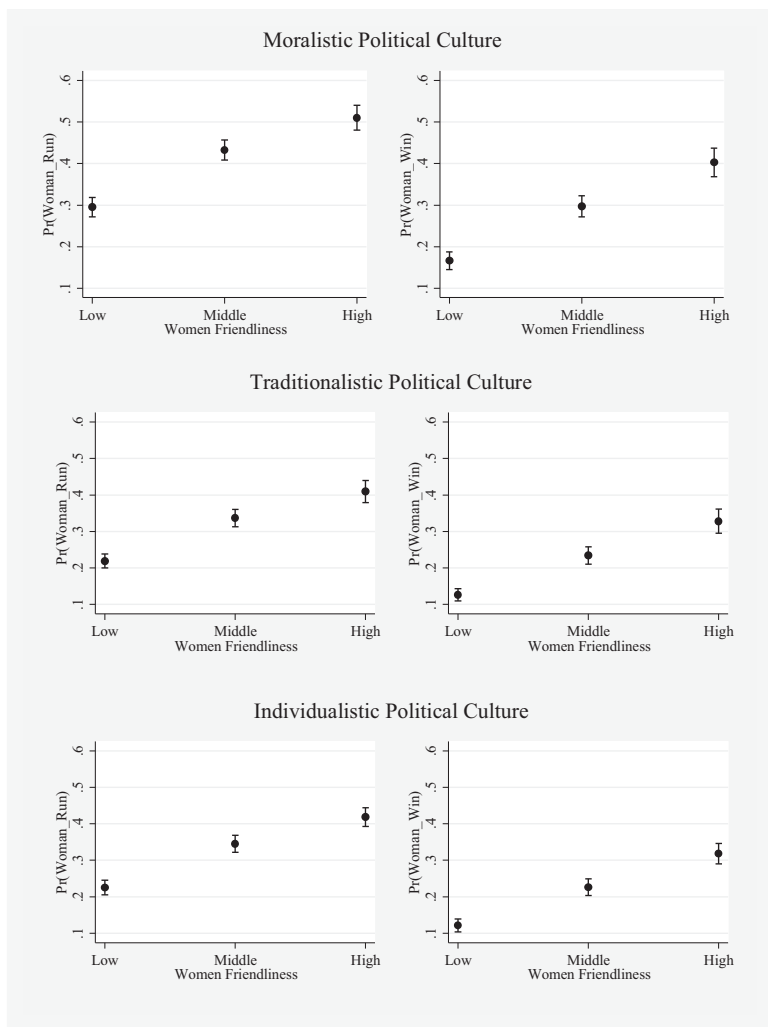 Moralistic Political Culture
Pr(Woman_Run)
.6
.5
.4
.3
.2
.1
Low Middle High
Women Friendliness
Pr(Woman_Win)
.6
.5
.4
.3
.2
.1
Low Middle High
Women Friendliness
Traditionalistic Political Culture
Pr(Woman_Run)
.6
.5
.4
.3
.2
.1
Low Middle High
Women Friendliness
Pr(Woman_Win)
.6
.5
.4
.3
.2
.1
Low Middle High
Women Friendliness
Individualistic Political Culture
Pr(Woman_Run)
.6
.5
.4
.3
.2
.1
Low Middle High
Women Friendliness
Pr(Woman_Win)
.6
.5
.4
.3
.2
.1
Low Middle High
Women Friendliness